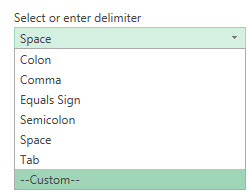 Select or enter delimiter
Space
Colon
Comma
Equals Sign
Semicolon
Space
Tab
--Custom--